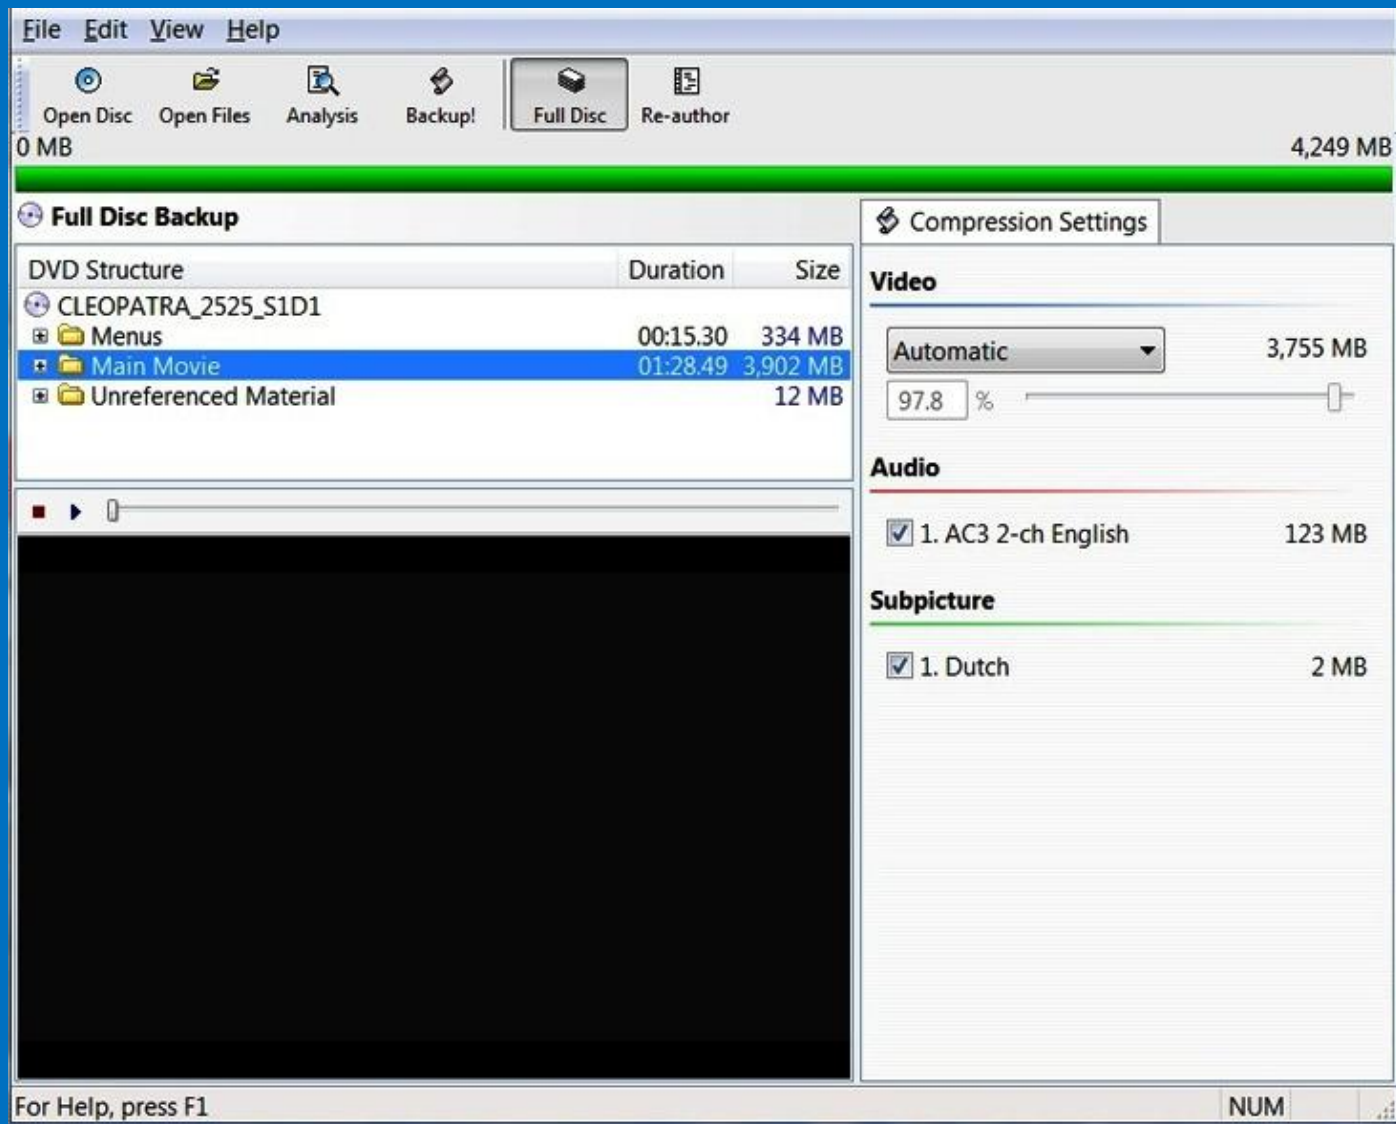 File Edit View Help
Open Disc Open Files Analysis Backup! Full Disc Re-author
0 MB 4,249 MB
Full Disc Backup
DVD Structure Duration Size
CLEOPATRA_2525_S1D1
Menus 00:15.30 334 MB
Main Movie 01:28.49 3,902 MB
Unreferenced Material 12 MB
Compression Settings
Video
Automatic 3,755 MB
97.8 %
Audio
1. AC3 2-ch English 123 MB
Subpicture
1. Dutch 2 MB
For Help, press F1 NUM